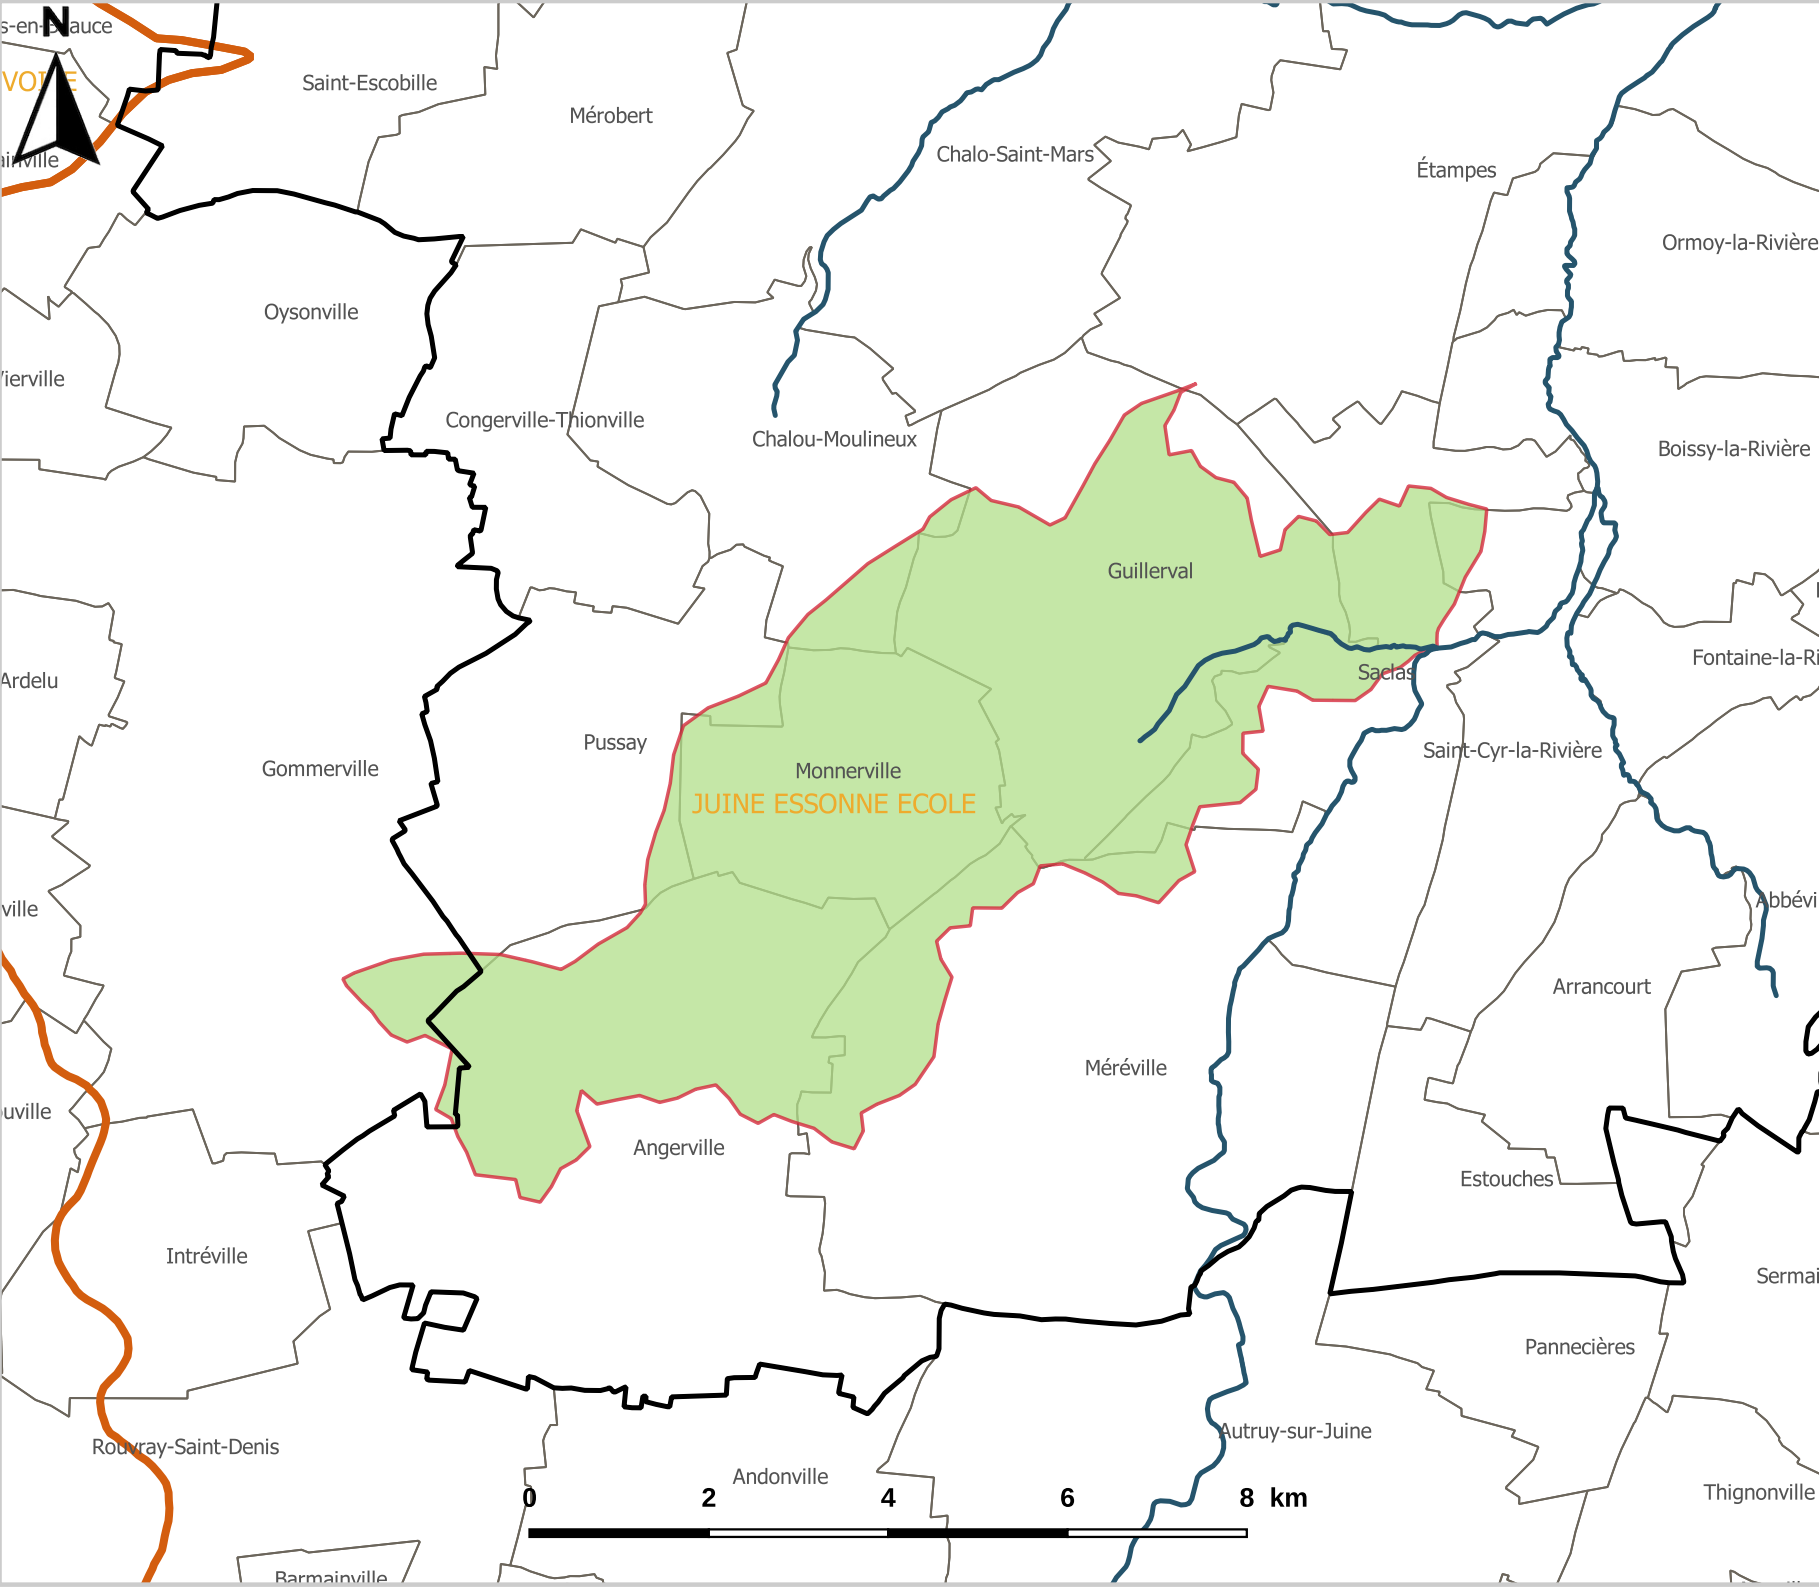 N
Saint-Escobille
Mérobert
Chalo-Saint-Mars
Étampes
Ormoy-la-Rivière
Oysonville
Congerville-Thionville
Chalou-Moulineux
Boissy-la-Rivière
Guillerval
Fontaine-la-Ri
Ardelu
Saclas
Pussay
Saint-Cyr-la-Rivière
Gommerville
Monnerville
JUINE ESSONNE ECOLE
ville
Abbévi
Arrancourt
Méréville
ouville
Angerville
Estouches
Intréville
Sermai
Pannecières
Rouvray-Saint-Denis
Autruy-sur-Juine
Andonville
Thignonville
0 2 4 6 8 km
Barmainville